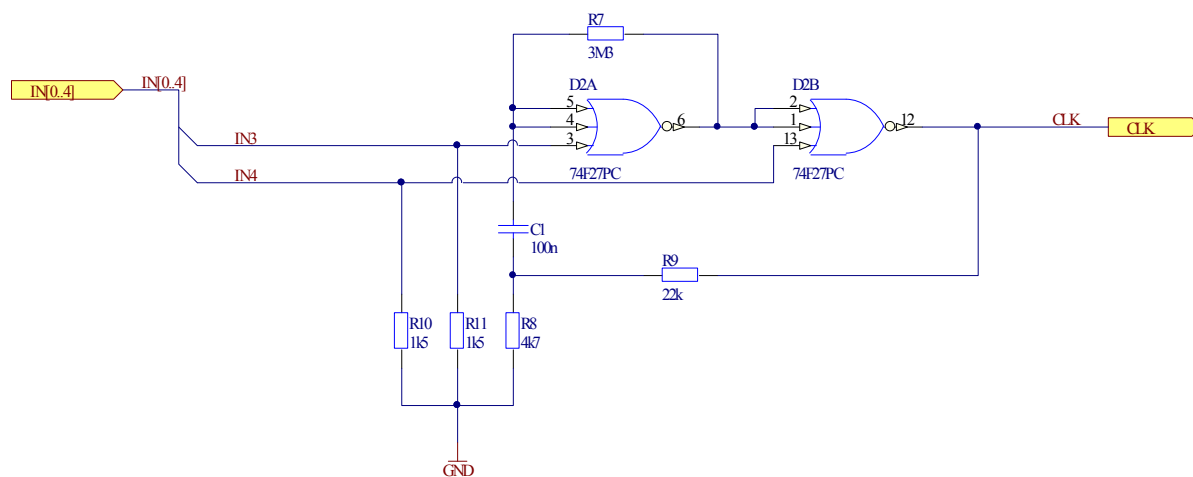 R7
3M3
IN[0..4]
IN[0..4]
D2A
D2B
5
4
3
6
2
1
13
12
CLK
CLK
IN3
IN4
74F27PC
74F27PC
C1
100n
R9
22k
R10
1k5
R11
1k5
R8
4k7
GND